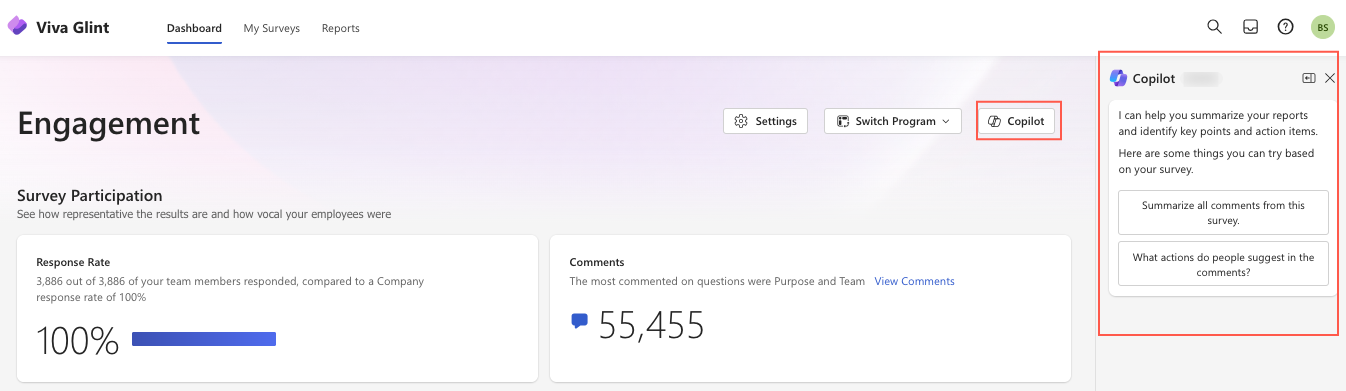 Viva Glint
Dashboard
My Surveys
Reports
BS
Engagement
Settings
Switch Program
Copilot
Survey Participation
See how representative the results are and how vocal your employees were
Response Rate
3,886 out of 3,886 of your team members responded, compared to a Company
response rate of 100%
100%
Comments
The most commented on questions were Purpose and Team View Comments
55,455
Copilot
I can help you summarize your reports
and identify key points and action items.
Here are some things you can try based
on your survey.
Summarize all comments from this
survey.
What actions do people suggest in the
comments?